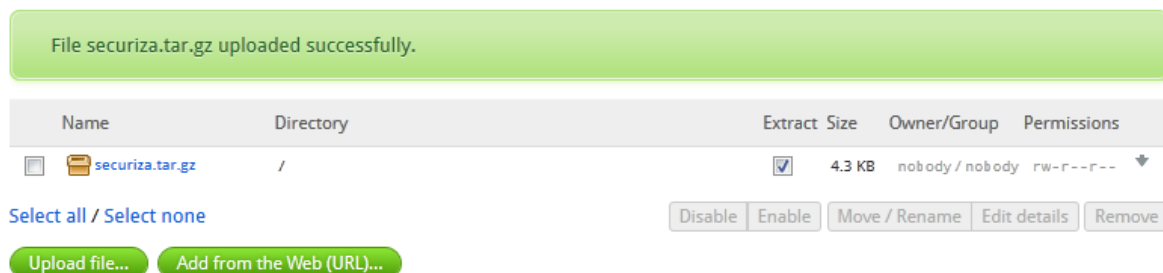 File securiza.tar.gz uploaded successfully.
Name Directory Extract Size Owner/Group Permissions
securiza.tar.gz / 4.3 KB nobody / nobody rw-r--r--
Select all / Select none Disable Enable Move / Rename Edit details Remove
Upload file... Add from the Web (URL)...